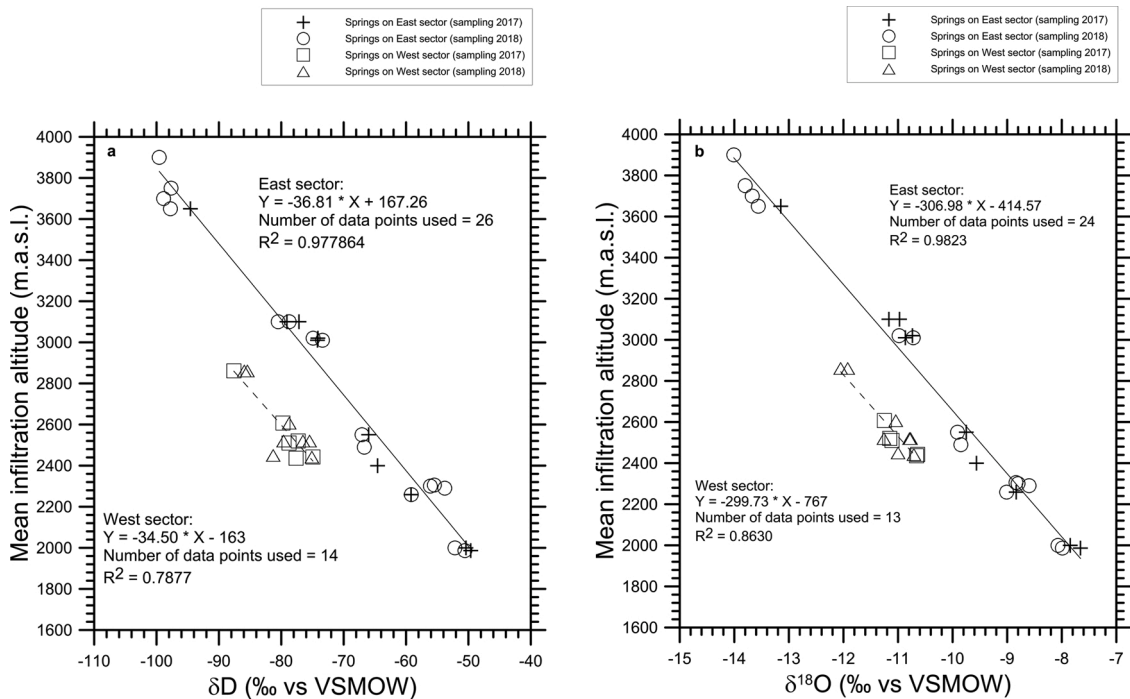 Springs on East sector (sampling 2017)
Springs on East sector (sampling 2018)
Springs on West sector (sampling 2017)
Springs on West sector (sampling 2018)
a
4000
3800
3600
3400
3200
3000
2800
2600
2400
2200
2000
1800
1600
Mean infiltration altitude (m.a.s.l.)
East sector:
Y = -36.81 * X + 167.26
Number of data points used = 26
R² = 0.977864
West sector:
Y = -34.50 * X - 163
Number of data points used = 14
R² = 0.7877
-110 -100 -90 -80 -70 -60 -50 -40
δD (‰ vs VSMOW)
Springs on East sector (sampling 2017)
Springs on East sector (sampling 2018)
Springs on West sector (sampling 2017)
Springs on West sector (sampling 2018)
b
4000
3800
3600
3400
3200
3000
2800
2600
2400
2200
2000
1800
1600
Mean infiltration altitude (m.a.s.l.)
East sector:
Y = -306.98 * X - 414.57
Number of data points used = 24
R² = 0.9823
West sector:
Y = -299.73 * X - 767
Number of data points used = 13
R² = 0.8630
-15 -14 -13 -12 -11 -10 -9 -8 -7
δ¹⁸O (‰ vs VSMOW)